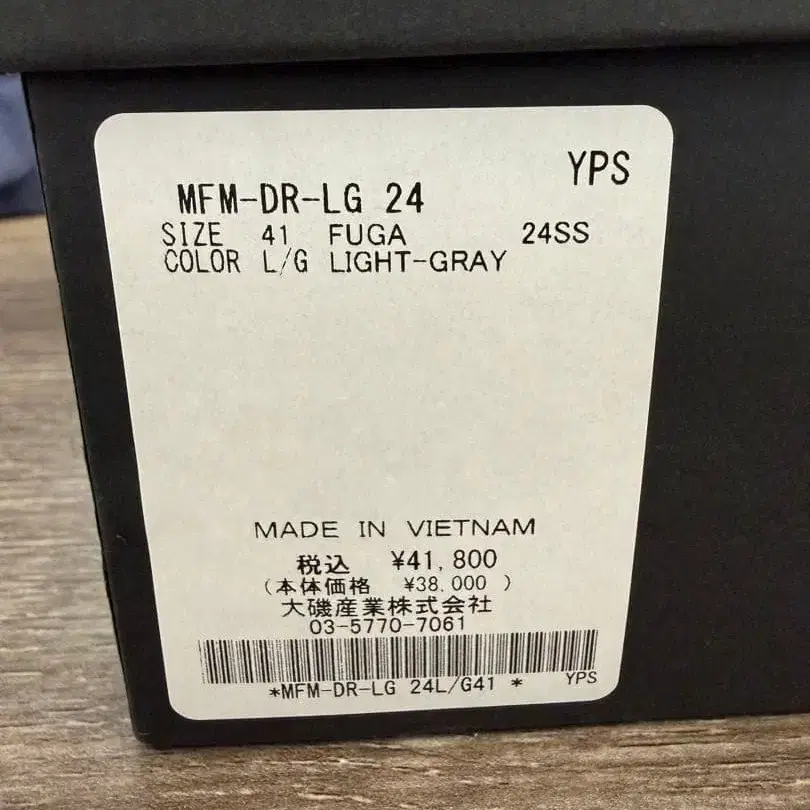 YPS
MFM-DR-LG 24
SIZE 41 FUGA 24SS
COLOR L/G LIGHT-GRAY
MADE IN VIETNAM
税込 ¥41,800
(本体価格 ¥38,000 )
大磯産業株式会社
03-5770-7061
*MFM-DR-LG 24L/G41 * YPS